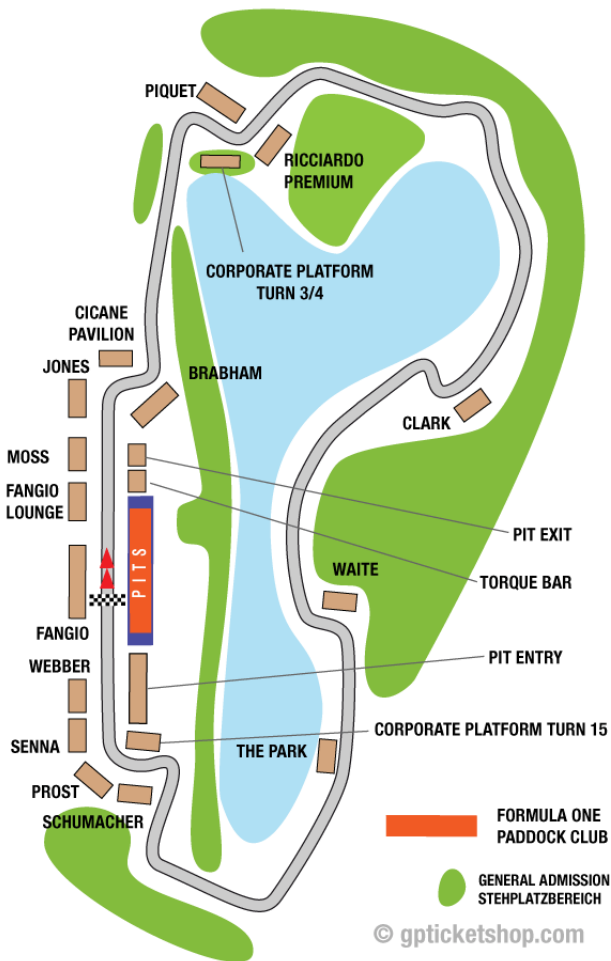 PIQUET
RICCIARDO
PREMIUM
CORPORATE PLATFORM
TURN 3/4
CICANE
PAVILION
JONES
BRABHAM
CLARK
MOSS
FANGIO
LOUNGE
PIT EXIT
PITS
WAITE
TORQUE BAR
FANGIO
WEBBER
PIT ENTRY
CORPORATE PLATFORM TURN 15
SENNA
THE PARK
PROST
SCHUMACHER
FORMULA ONE
PADDOCK CLUB
GENERAL ADMISSION
STEHPLATZBEREICH
© gpticketshop.com